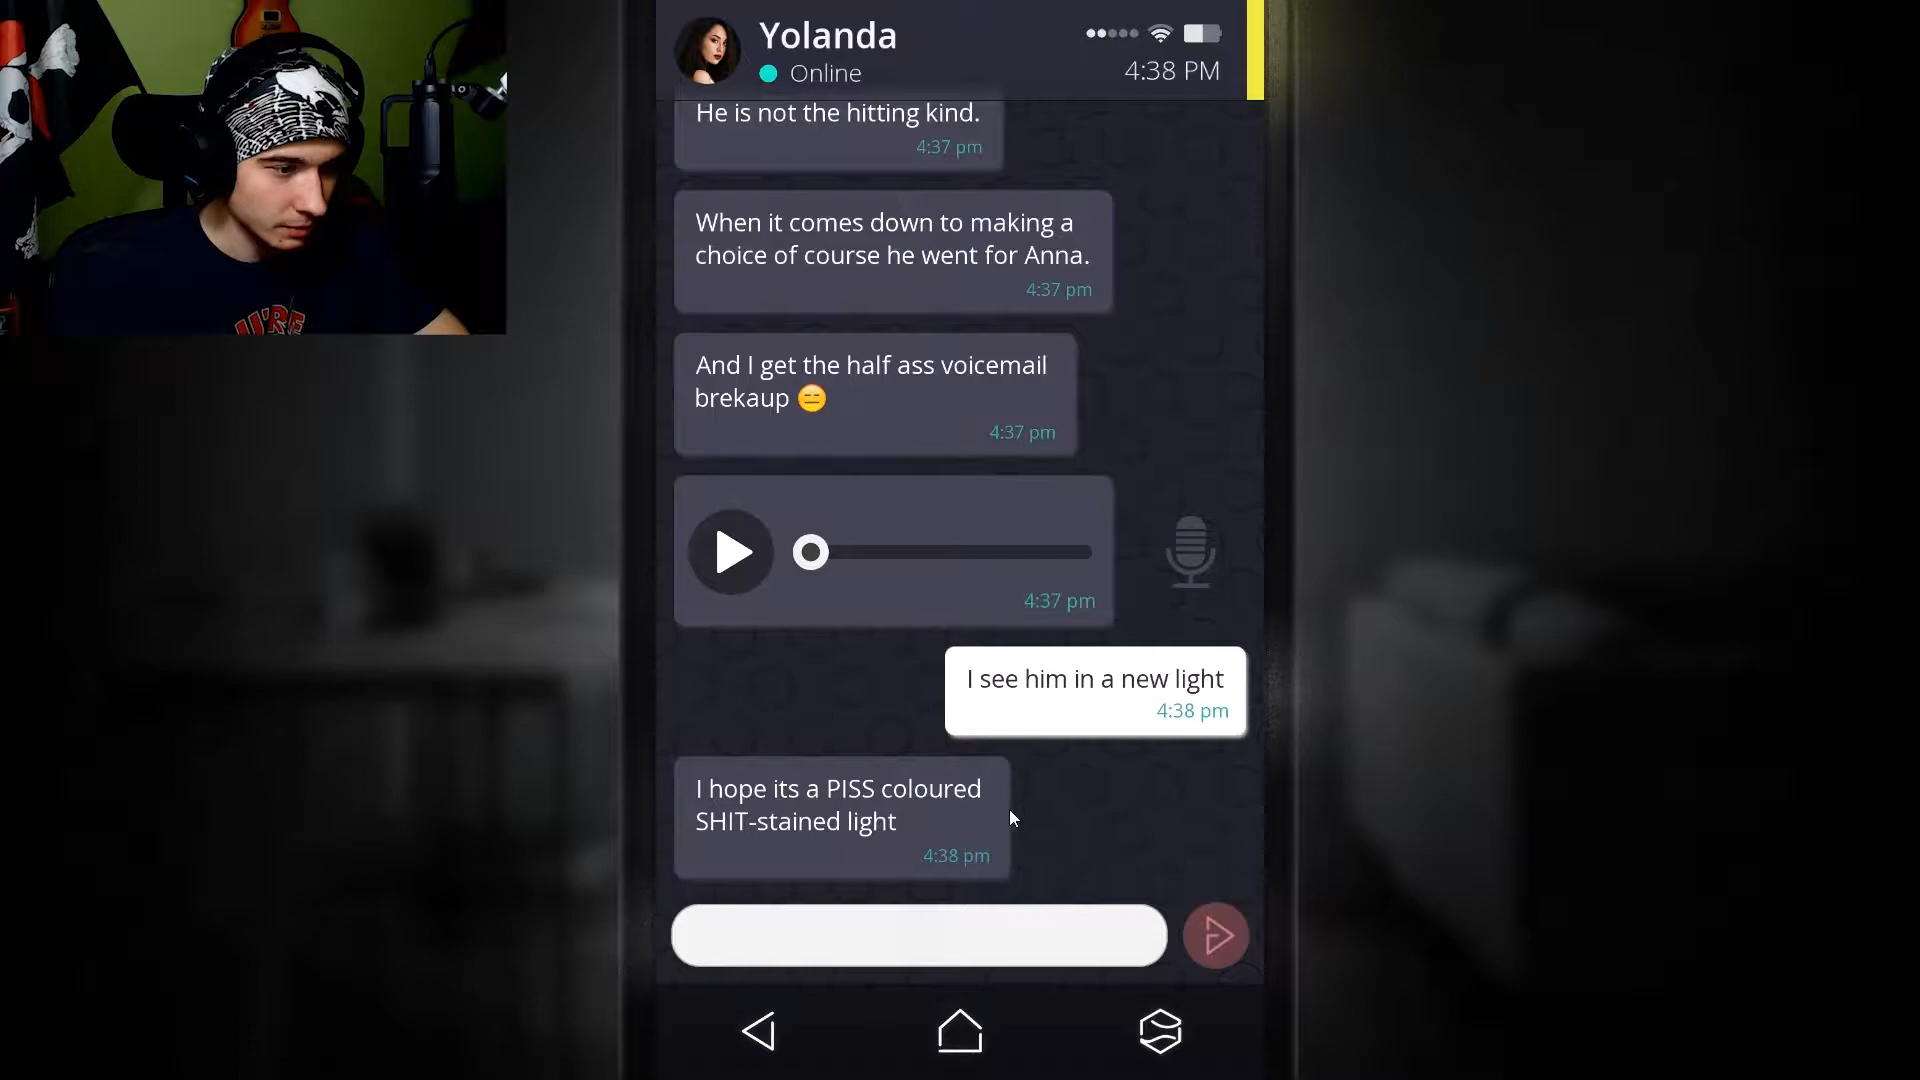 Yolanda
Online
4:38 PM
He is not the hitting kind.
4:37 pm
When it comes down to making a
choice of course he went for Anna.
4:37 pm
And I get the half ass voicemail
brekaup 😑
4:37 pm
4:37 pm
I see him in a new light
4:38 pm
I hope its a PISS coloured
SHIT-stained light
4:38 pm